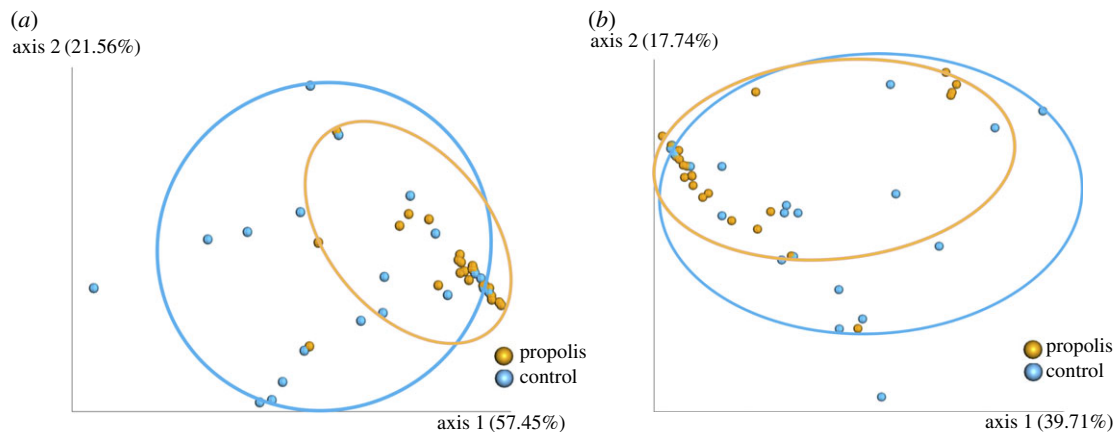 (a)
axis 2 (21.56%)
propolis
control
axis 1 (57.45%)
(b)
axis 2 (17.74%)
propolis
control
axis 1 (39.71%)